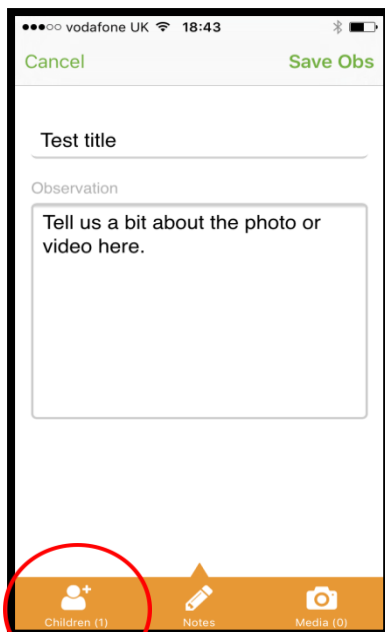 vodafone UK 18:43
Cancel Save Obs
Test title
Observation
Tell us a bit about the photo or
video here.
Children (1) Notes Media (0)